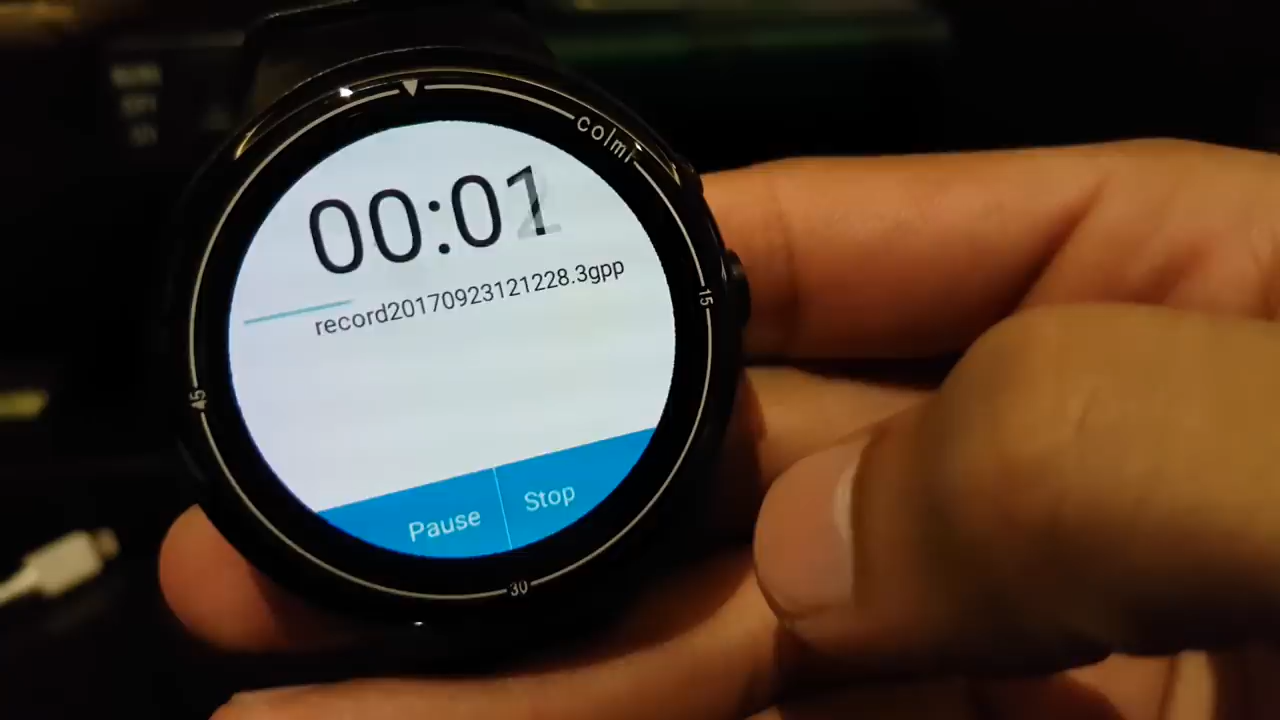 colmi
00:01
record20170923121228.3gpp
15
45
Pause
Stop
30